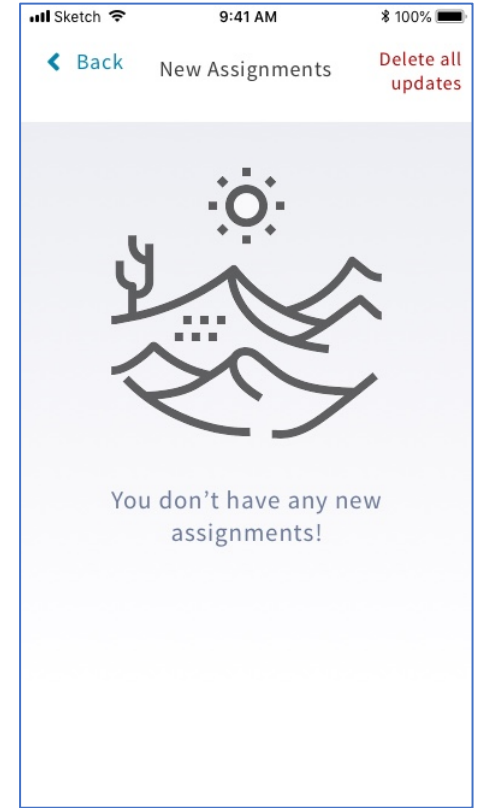 Sketch 9:41 AM 100%
Back New Assignments Delete all
updates
You don’t have any new
assignments!